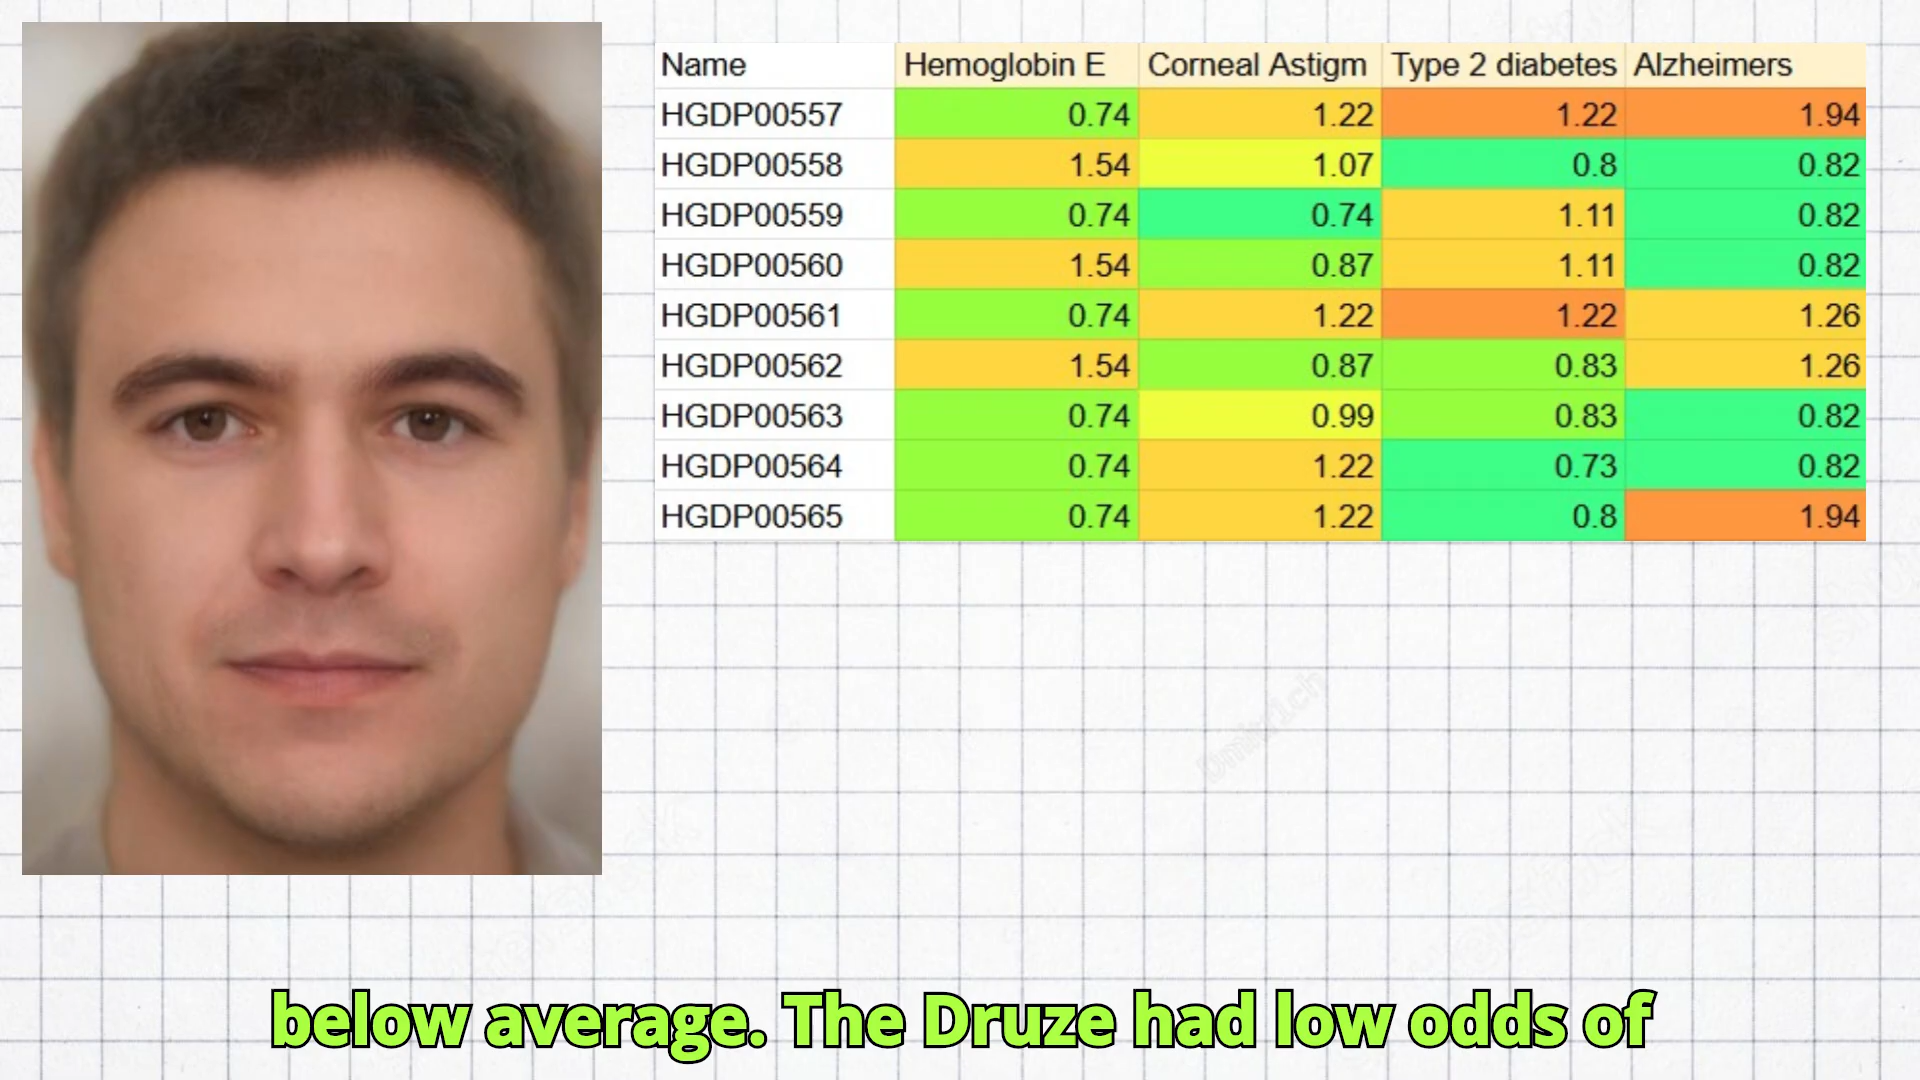 Name Hemoglobin E Corneal Astigm Type 2 diabetes Alzheimers
HGDP00557 0.74 1.22 1.22 1.94
HGDP00558 1.54 1.07 0.8 0.82
HGDP00559 0.74 0.74 1.11 0.82
HGDP00560 1.54 0.87 1.11 0.82
HGDP00561 0.74 1.22 1.22 1.26
HGDP00562 1.54 0.87 0.83 1.26
HGDP00563 0.74 0.99 0.83 0.82
HGDP00564 0.74 1.22 0.73 0.82
HGDP00565 0.74 1.22 0.8 1.94
below average. The Druze had low odds of